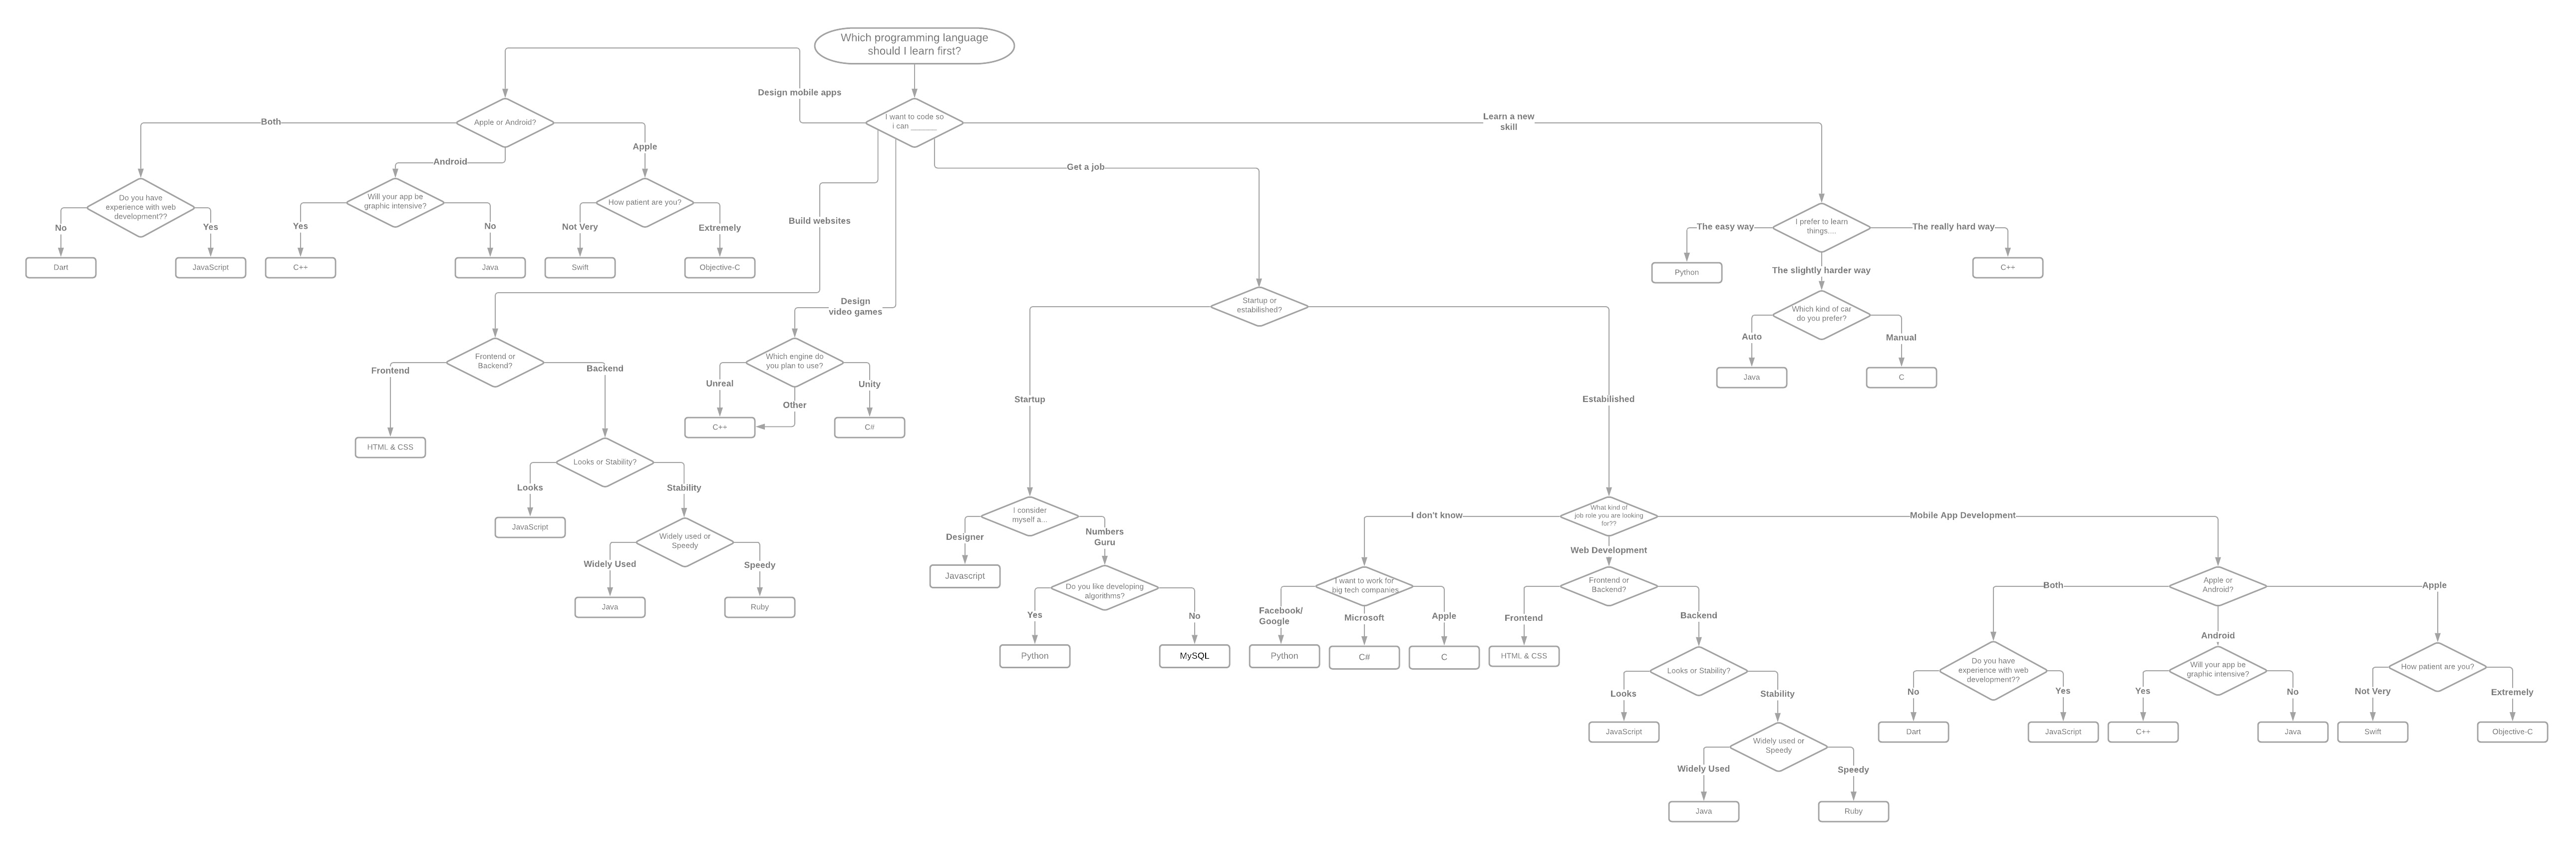 Which programming language
should I learn first?
Design mobile apps
I want to code so
i can ______
Learn a new
skill
Get a job
Build websites
Design
video games
Apple or Android?
Both
Android
Apple
Do you have
experience with web
development??
No
Yes
Dart
JavaScript
Will your app be
graphic intensive?
Yes
No
C++
Java
How patient are you?
Not Very
Extremely
Swift
Objective-C
Frontend or
Backend?
Frontend
Backend
HTML & CSS
Looks or Stability?
Looks
Stability
JavaScript
Widely used or
Speedy
Widely Used
Speedy
Java
Ruby
Which engine do
you plan to use?
Unreal
Other
Unity
C++
C#
Startup or
estabilished?
Startup
Estabilished
I consider
myself a...
Designer
Numbers
Guru
Javascript
Do you like developing
algorithms?
Yes
No
Python
MySQL
What kind of
job role you are looking
for??
I don't know
Web Development
Mobile App Development
I want to work for
big tech companies
Facebook/
Google
Microsoft
Apple
Python
C#
C
Frontend or
Backend?
Frontend
Backend
HTML & CSS
Looks or Stability?
Looks
Stability
JavaScript
Widely used or
Speedy
Widely Used
Speedy
Java
Ruby
Apple or
Android?
Both
Android
Apple
Do you have
experience with web
development??
No
Yes
Dart
JavaScript
Will your app be
graphic intensive?
Yes
No
C++
Java
How patient are you?
Not Very
Extremely
Swift
Objective-C
I prefer to learn
things....
The easy way
The really hard way
The slightly harder way
Python
C++
Which kind of car
do you prefer?
Auto
Manual
Java
C